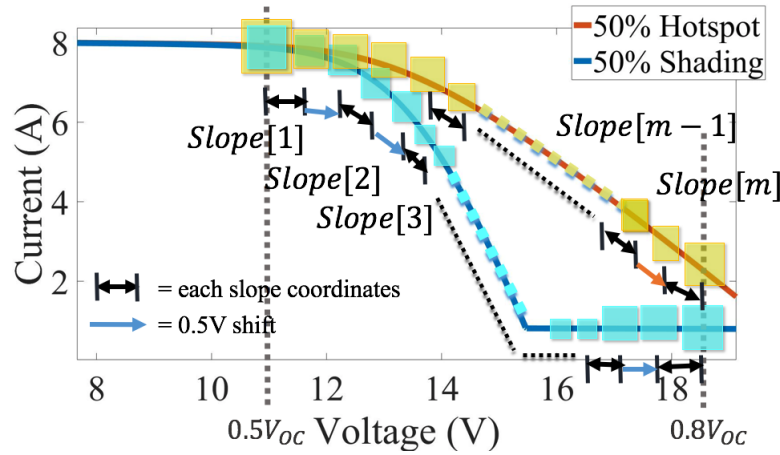 8
6
4
2
Current (A)
50% Hotspot
50% Shading
Slope[1]
Slope[2]
Slope[3]
Slope[m − 1]
Slope[m]
= each slope coordinates
= 0.5V shift
8
10
12
14
16
18
0.5V_OC
Voltage (V)
0.8V_OC